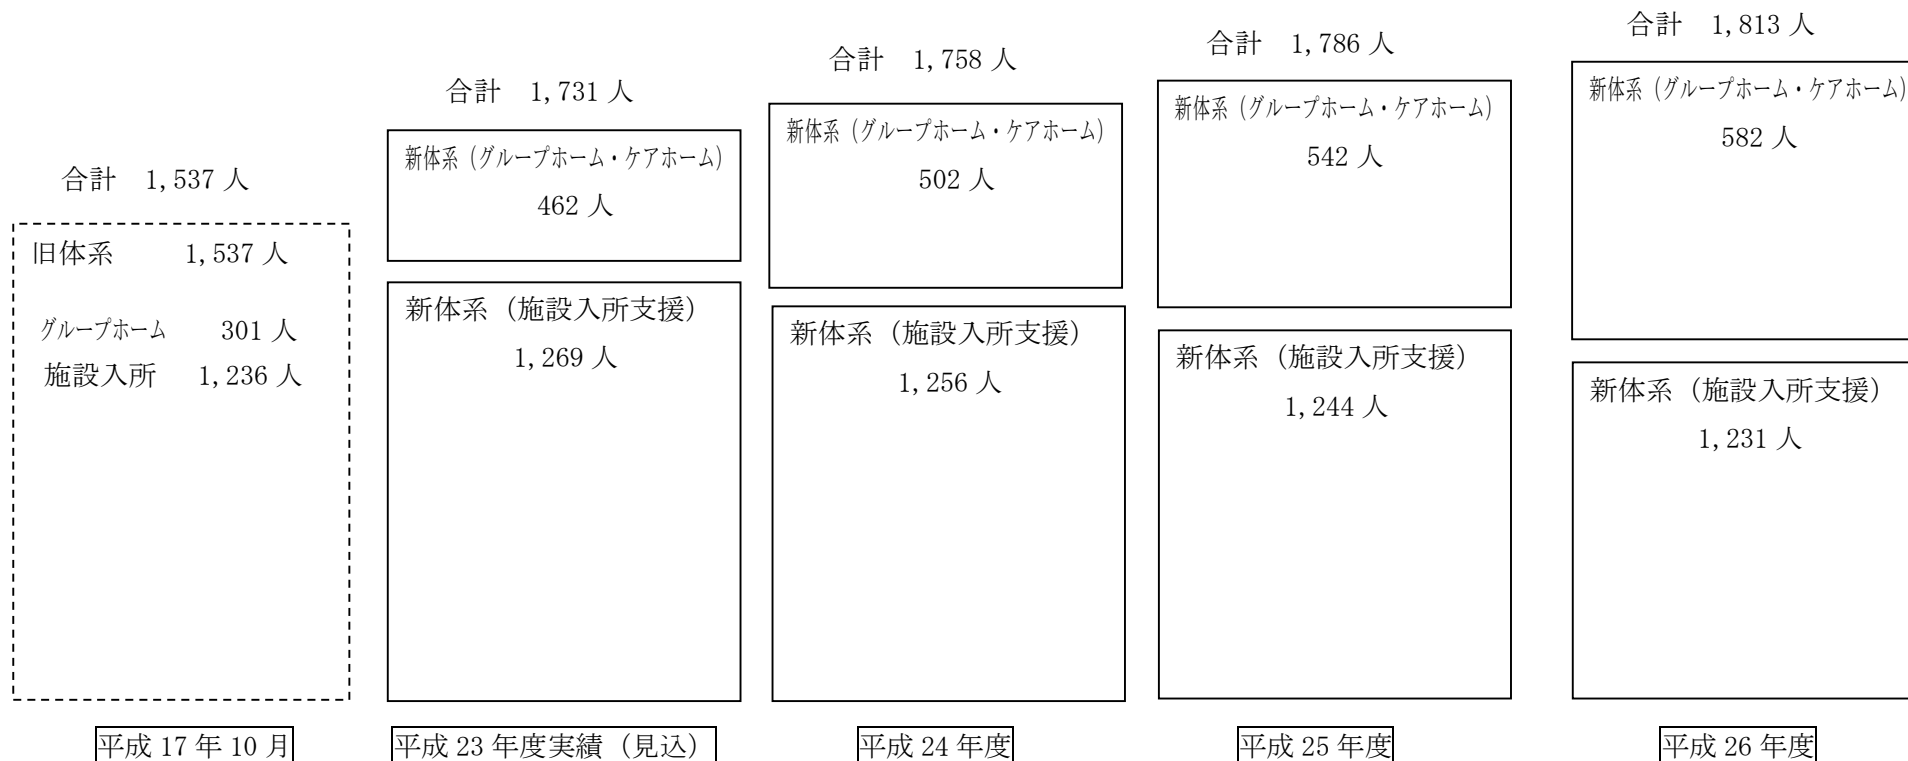 合計　1,537 人
旧体系　1,537 人
グループホーム　301 人
施設入所　1,236 人
平成 17 年 10 月
合計　1,731 人
新体系（グループホーム・ケアホーム）
462 人
新体系（施設入所支援）
1,269 人
平成 23 年度実績（見込）
合計　1,758 人
新体系（グループホーム・ケアホーム）
502 人
新体系（施設入所支援）
1,256 人
平成 24 年度
合計　1,786 人
新体系（グループホーム・ケアホーム）
542 人
新体系（施設入所支援）
1,244 人
平成 25 年度
合計　1,813 人
新体系（グループホーム・ケアホーム）
582 人
新体系（施設入所支援）
1,231 人
平成 26 年度